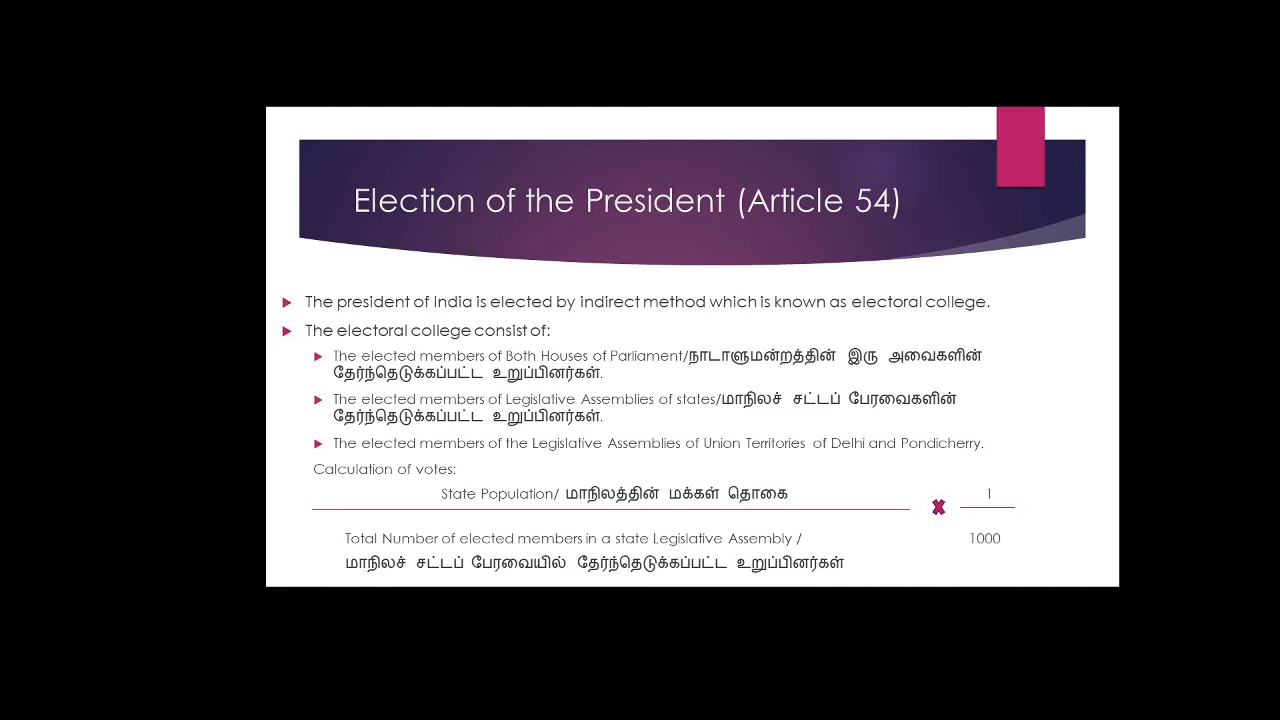 Election of the President (Article 54)
The president of India is elected by indirect method which is known as electoral college.
The electoral college consist of:
The elected members of Both Houses of Parliament/நாடாளுமன்றத்தின் இரு அவைகளின்
தேர்ந்தெடுக்கப்பட்ட உறுப்பினர்கள்.
The elected members of Legislative Assemblies of states/மாநிலச் சட்டப் பேரவைகளின்
தேர்ந்தெடுக்கப்பட்ட உறுப்பினர்கள்.
The elected members of the Legislative Assemblies of Union Territories of Delhi and Pondicherry.
Calculation of votes:
State Population/ மாநிலத்தின் மக்கள் தொகை 1
Total Number of elected members in a state Legislative Assembly / 1000
மாநிலச் சட்டப் பேரவையில் தேர்ந்தெடுக்கப்பட்ட உறுப்பினர்கள்